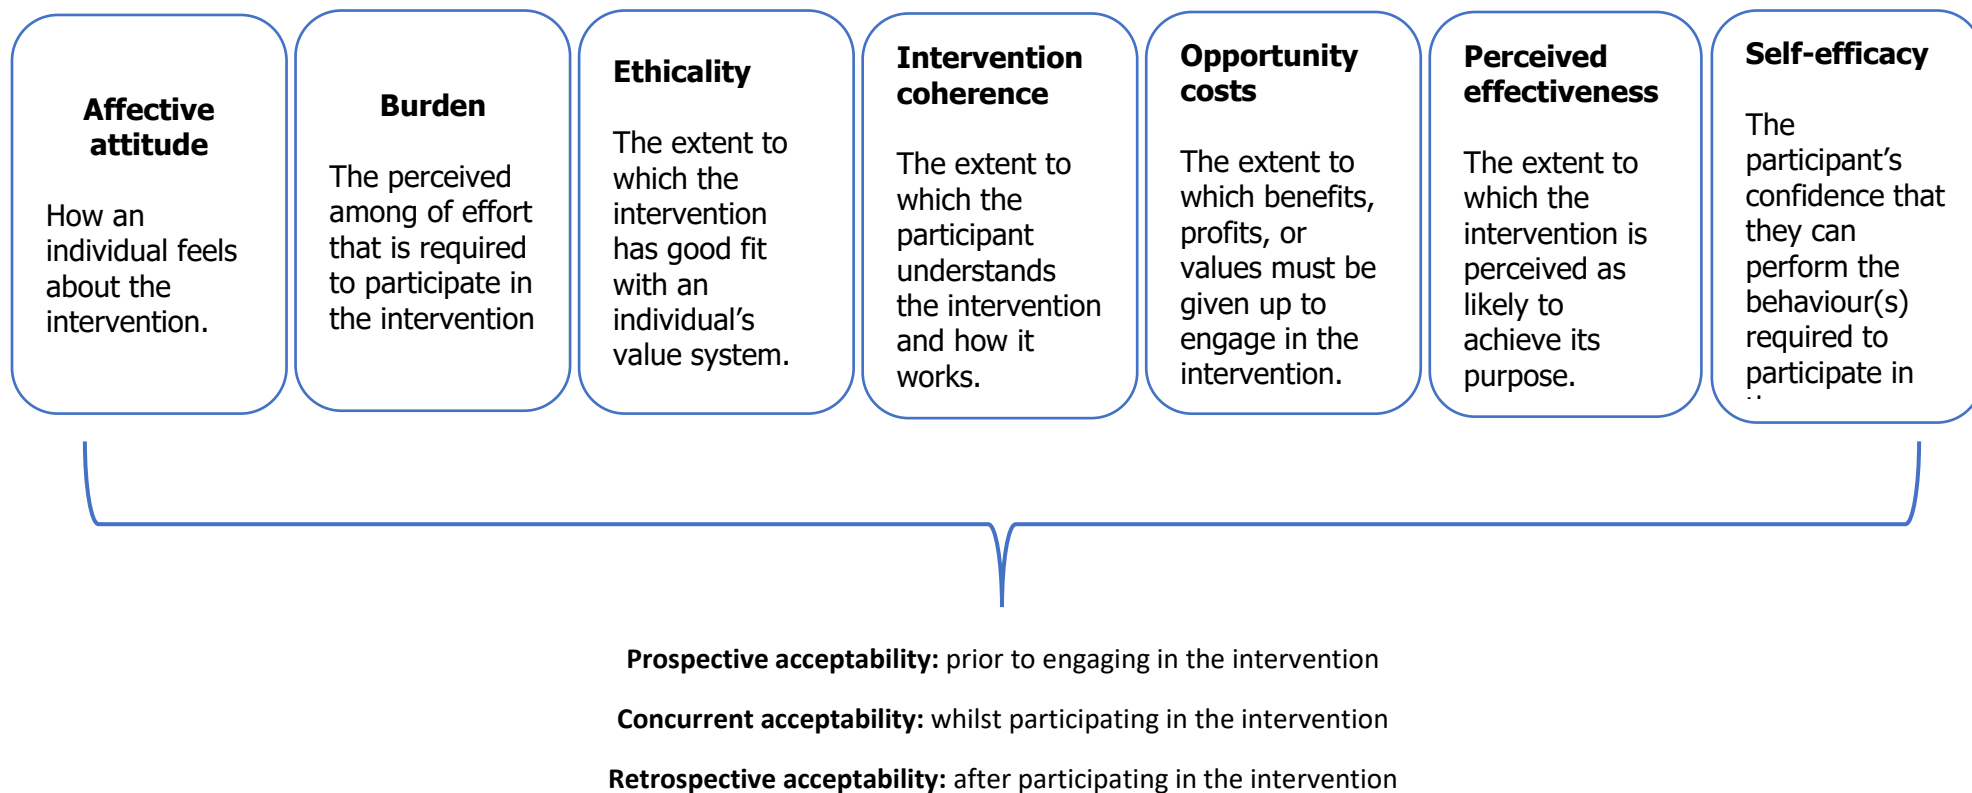 Affective
attitude
How an
individual feels
about the
intervention.
Burden
The perceived
among of effort
that is required
to participate in
the intervention
Ethicality
The extent to
which the
intervention
has good fit
with an
individual's
value system.
Intervention
coherence
The extent to
which the
participant
understands
the intervention
and how it
works.
Opportunity
costs
The extent to
which benefits,
profits, or
values must be
given up to
engage in the
intervention.
Perceived
effectiveness
The extent to
which the
intervention is
perceived as
likely to
achieve its
purpose.
Self-efficacy
The
participant's
confidence that
they can
perform the
behaviour(s)
required to
participate in
Prospective acceptability: prior to engaging in the intervention
Concurrent acceptability: whilst participating in the intervention
Retrospective acceptability: after participating in the intervention